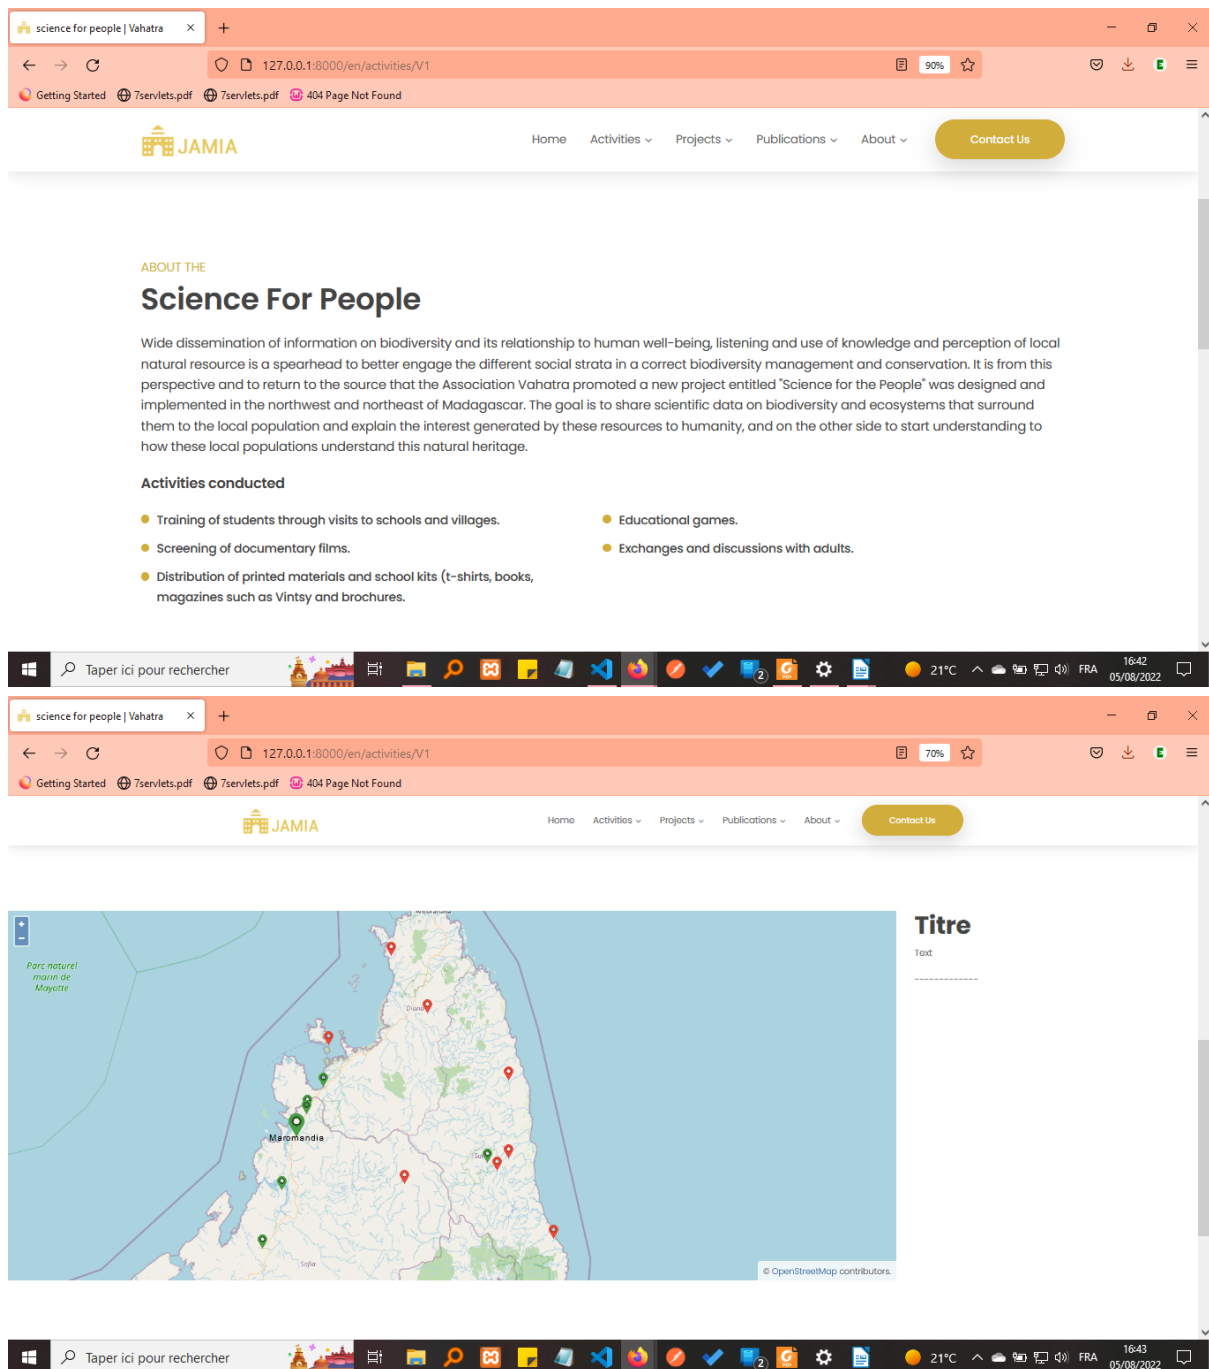 science for people | Vahatra
127.0.0.1:8000/en/activities/V1
90%
Getting Started
7servlets.pdf
7servlets.pdf
404 Page Not Found
JAMIA
Home
Activities
Projects
Publications
About
Contact Us
ABOUT THE
Science For People
Wide dissemination of information on biodiversity and its relationship to human well-being, listening and use of knowledge and perception of local
natural resource is a spearhead to better engage the different social strata in a correct biodiversity management and conservation. It is from this
perspective and to return to the source that the Association Vahatra promoted a new project entitled "Science for the People" was designed and
implemented in the northwest and northeast of Madagascar. The goal is to share scientific data on biodiversity and ecosystems that surround
them to the local population and explain the interest generated by these resources to humanity, and on the other side to start understanding to
how these local populations understand this natural heritage.
Activities conducted
Training of students through visits to schools and villages.
Screening of documentary films.
Distribution of printed materials and school kits (t-shirts, books,
magazines such as Vintsy and brochures.
Educational games.
Exchanges and discussions with adults.
Taper ici pour rechercher
2
21°C
FRA
16:42
05/08/2022
science for people | Vahatra
127.0.0.1:8000/en/activities/V1
70%
Getting Started
7servlets.pdf
7servlets.pdf
404 Page Not Found
JAMIA
Home
Activities
Projects
Publications
About
Contact Us
+
−
Parc naturel
marin de
Mayotte
Diana
Maromandia
Sofia
© OpenStreetMap contributors.
Titre
Text
-------------
Taper ici pour rechercher
2
21°C
FRA
16:43
05/08/2022